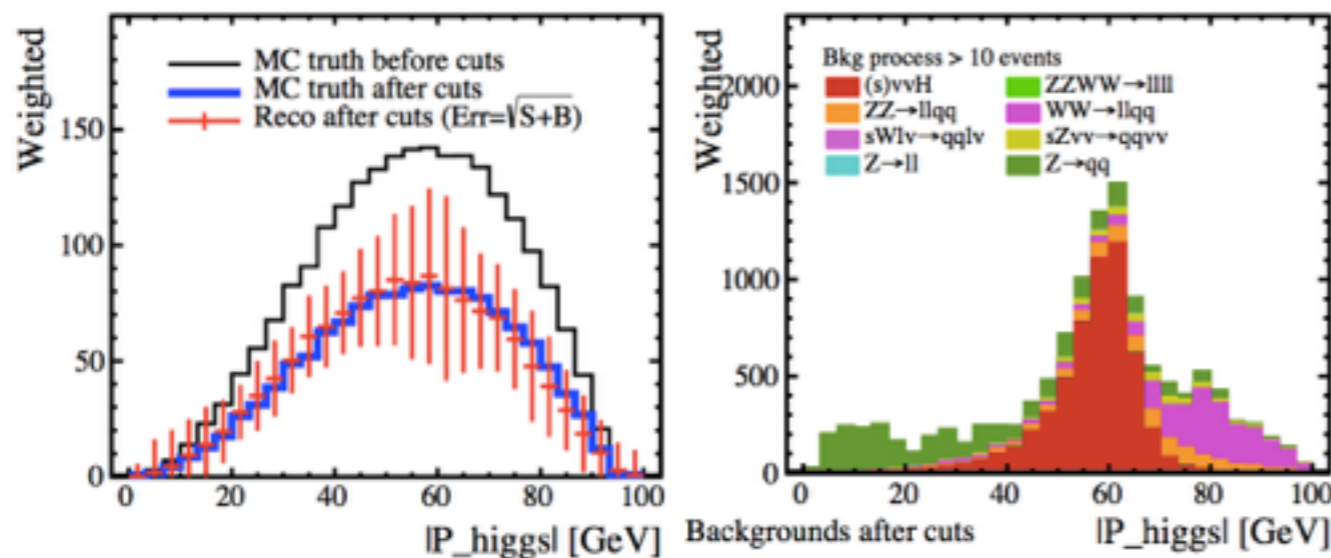 Weighted
MC truth before cuts
MC truth after cuts
Reco after cuts (Err=√S+B)
150
100
50
0
0 20 40 60 80 100
|P_higgs| [GeV]
Weighted
Bkg process > 10 events
(s)vvH ZZWW→llll
ZZ→llqq WW→llqq
sWlv→qqlv sZvv→qqvv
Z→ll Z→qq
2000
1500
1000
500
0
0 20 40 60 80 100
Backgrounds after cuts |P_higgs| [GeV]